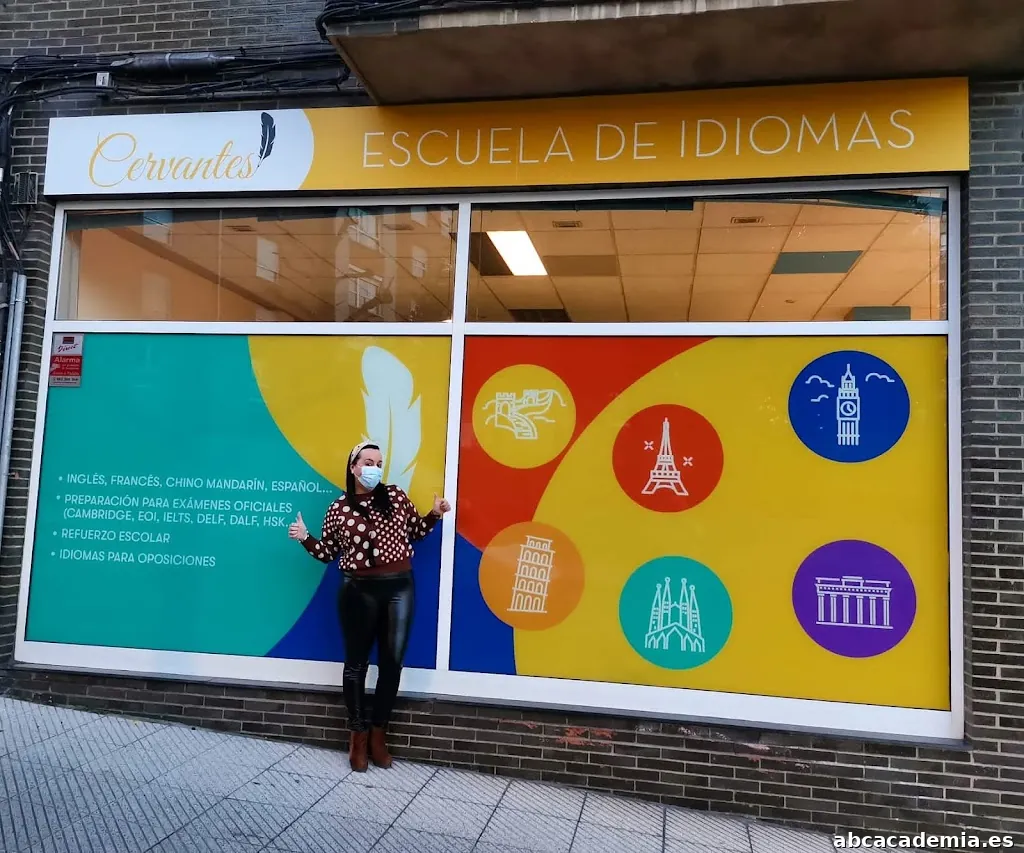 Cervantes
ESCUELA DE IDIOMAS
Alarma
• INGLÉS, FRANCÉS, CHINO MANDARÍN, ESPAÑOL...
• PREPARACIÓN PARA EXÁMENES OFICIALES
(CAMBRIDGE, EOI, IELTS, DELF, DALF, HSK...
• REFUERZO ESCOLAR
• IDIOMAS PARA OPOSICIONES
abcacademia.es